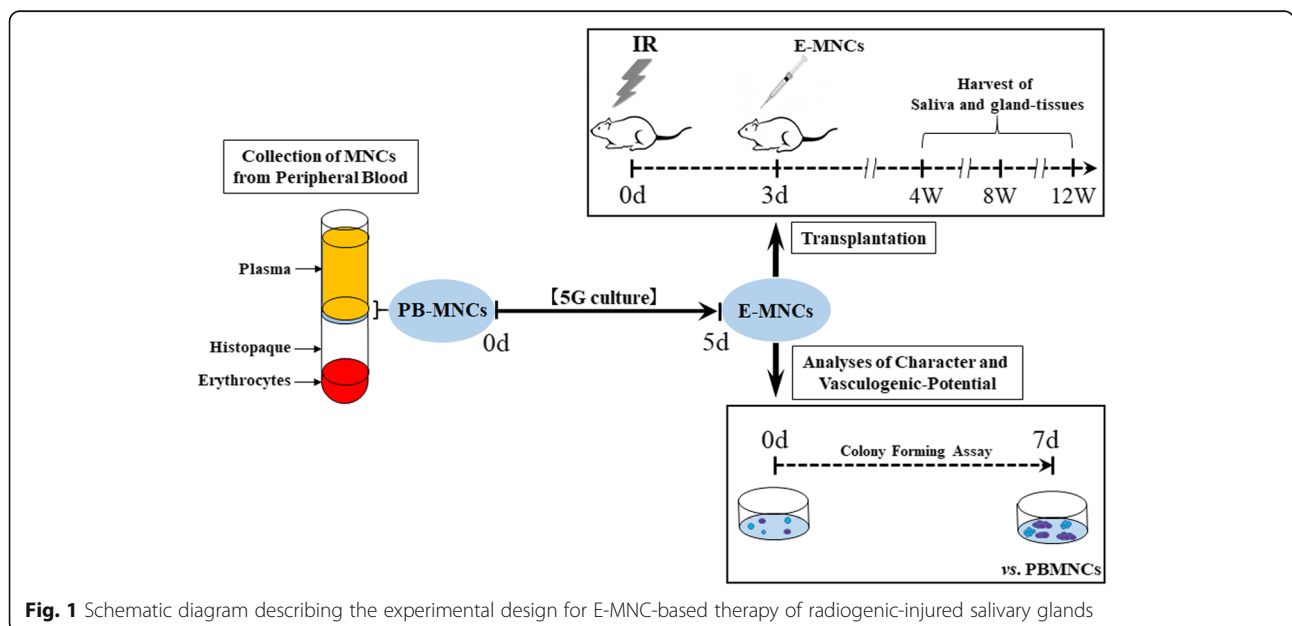 IR
E-MNCs
Harvest of
Saliva and gland-tissues
0d
3d
4W
8W
12W
Collection of MNCs
from Peripheral Blood
Plasma
Histopaque
Erythrocytes
PB-MNCs
0d
【5G culture】
5d
E-MNCs
Transplantation
Analyses of Character and
Vasculogenic-Potential
0d
Colony Forming Assay
7d
vs. PBMNCs
Fig. 1 Schematic diagram describing the experimental design for E-MNC-based therapy of radiogenic-injured salivary glands